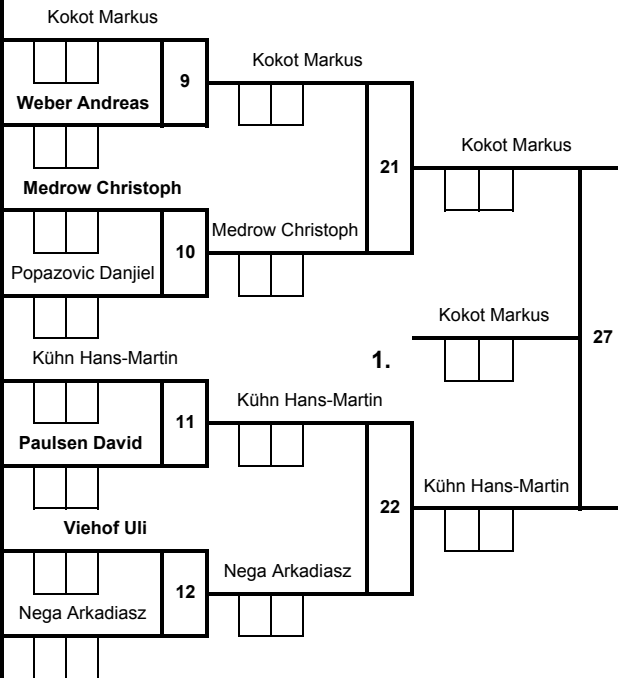 Kokot Markus
9
Kokot Markus
Weber Andreas
21
Kokot Markus
Medrow Christoph
10
Medrow Christoph
Popazovic Danjiel
Kokot Markus
27
1.
Kühn Hans-Martin
11
Kühn Hans-Martin
Paulsen David
22
Kühn Hans-Martin
Viehof Uli
12
Nega Arkadiasz
Nega Arkadiasz